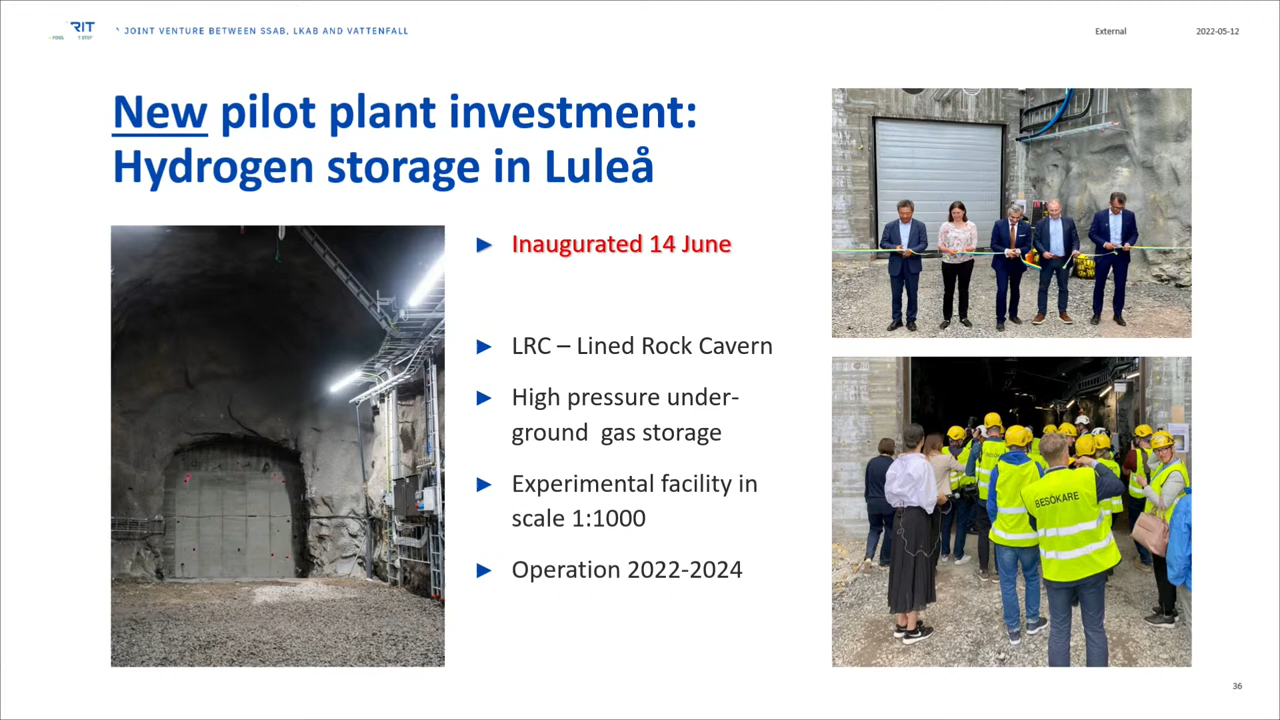 RIT
A JOINT VENTURE BETWEEN SSAB, LKAB AND VATTENFALL
External
2022-05-12
New pilot plant investment:
Hydrogen storage in Luleå
► Inaugurated 14 June
► LRC – Lined Rock Cavern
► High pressure under-
ground gas storage
► Experimental facility in
scale 1:1000
► Operation 2022-2024
BESÖKARE
36